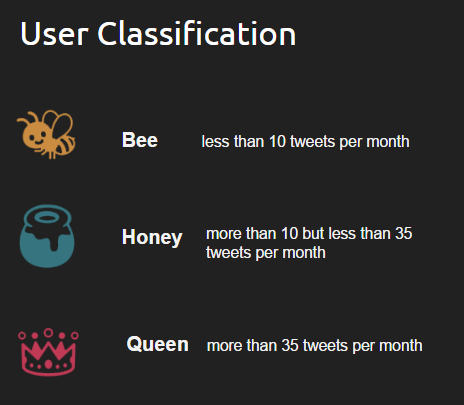 User Classification
Bee less than 10 tweets per month
Honey more than 10 but less than 35
tweets per month
Queen more than 35 tweets per month